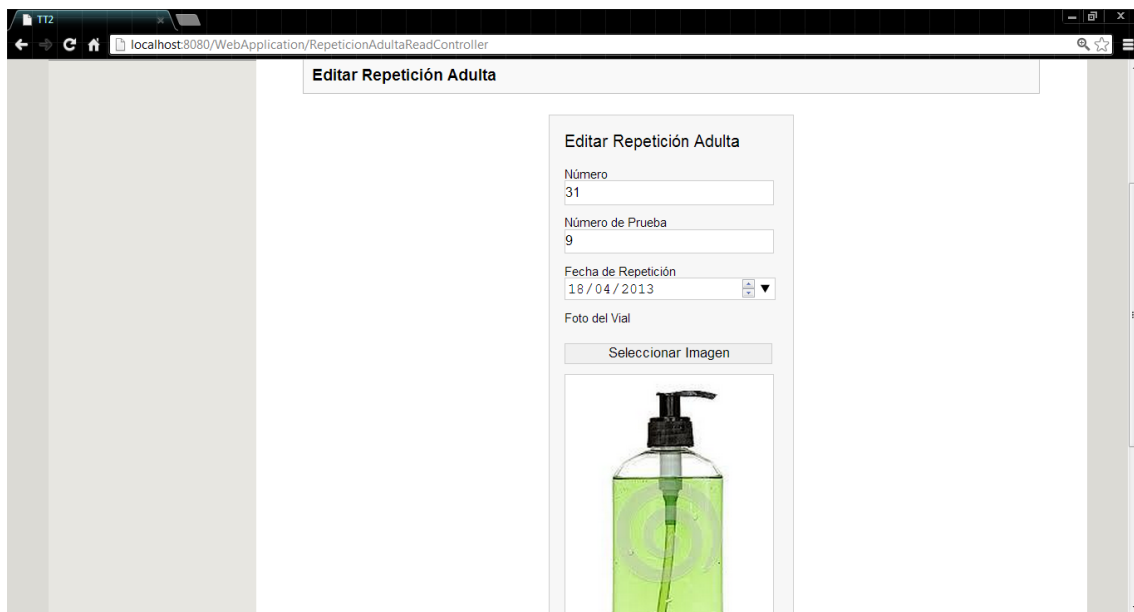 TT2
localhost:8080/WebApplication/RepeticionAdultaReadController
Editar Repetición Adulta
Editar Repetición Adulta
Número
31
Número de Prueba
9
Fecha de Repetición
18/04/2013
Foto del Vial
Seleccionar Imagen